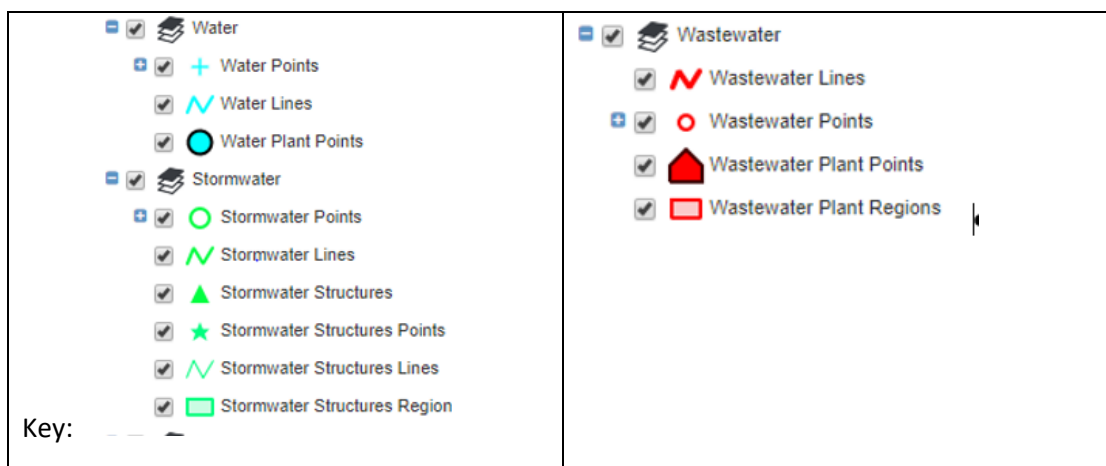 Water
Water Points
Water Lines
Water Plant Points
Stormwater
Stormwater Points
Stormwater Lines
Stormwater Structures
Stormwater Structures Points
Stormwater Structures Lines
Stormwater Structures Region
Key:
Wastewater
Wastewater Lines
Wastewater Points
Wastewater Plant Points
Wastewater Plant Regions